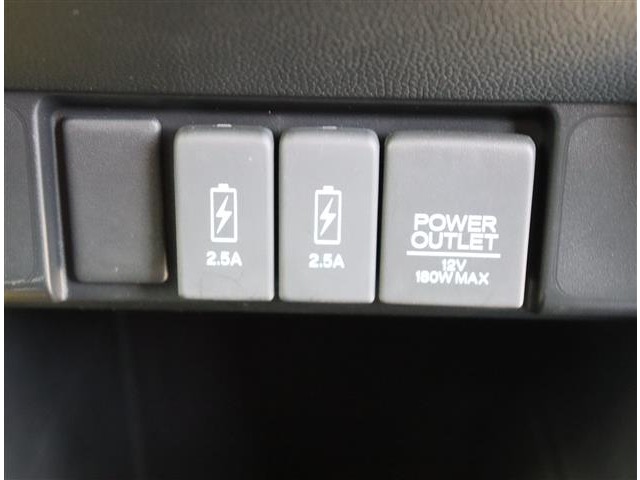 2.5A
2.5A
POWER
OUTLET
12V
180W MAX